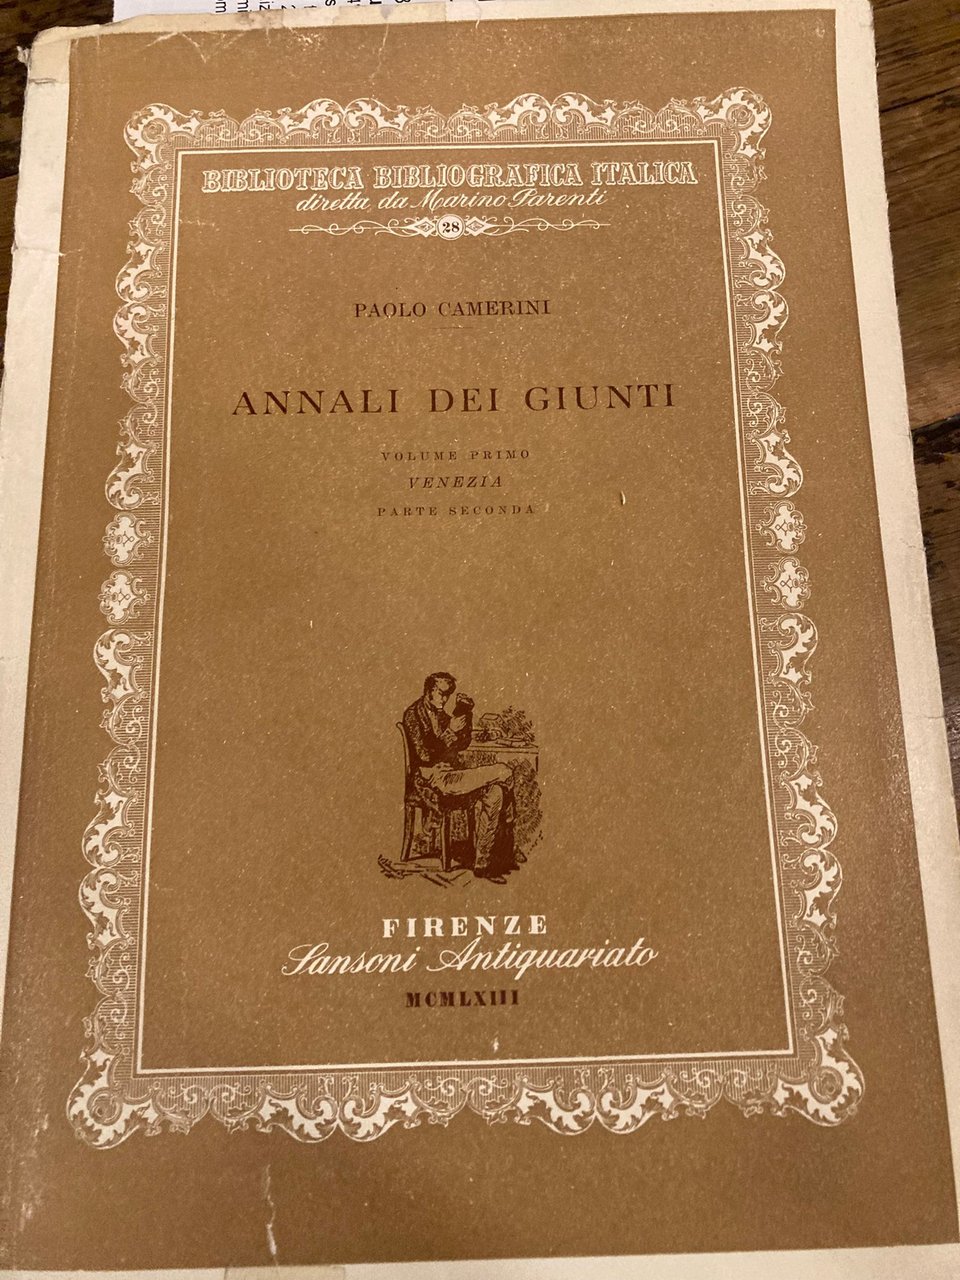 BIBLIOTECA BIBLIOGRAFICA ITALICA
diretta da Marino Parenti
28
PAOLO CAMERINI
ANNALI DEI GIUNTI
VOLUME PRIMO
VENEZIA
PARTE SECONDA
FIRENZE
Sansoni Antiquariato
MCMLXIII